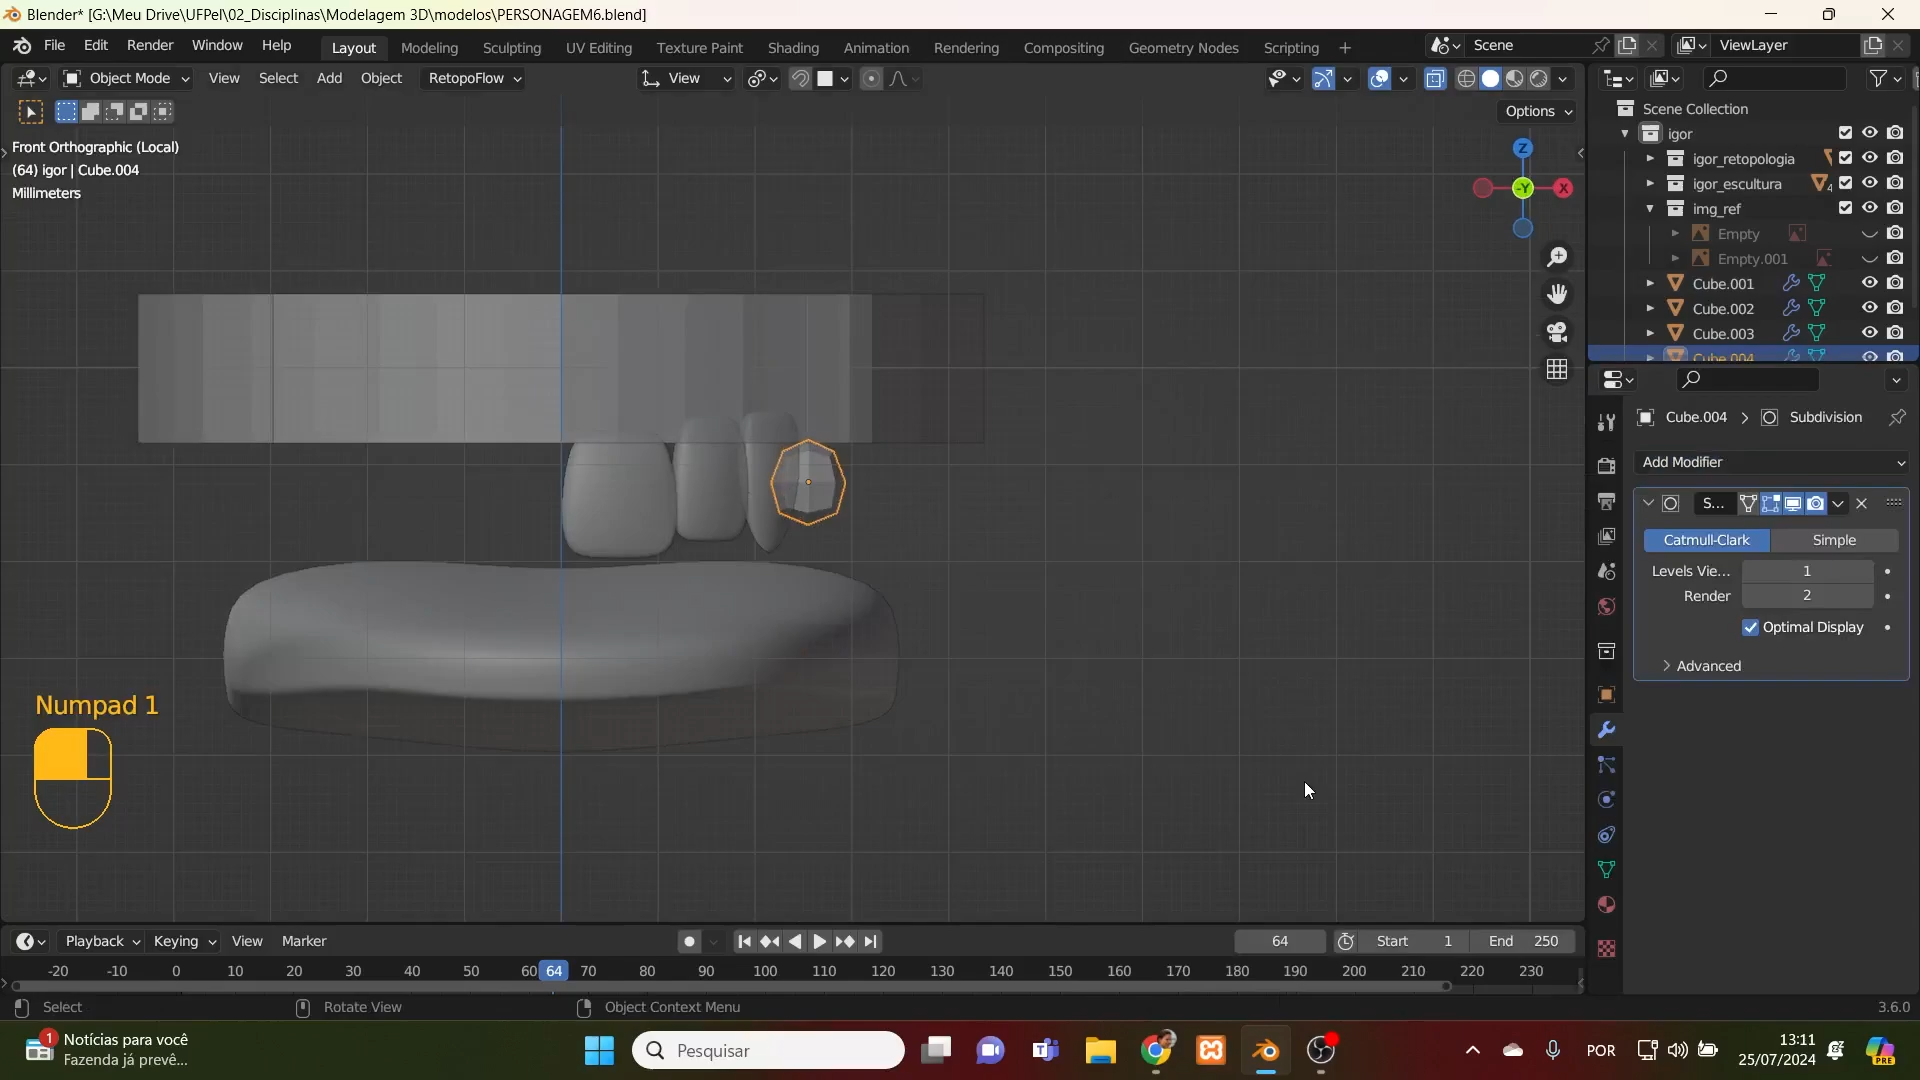 Blender* [G:\Meu Drive\UFPel\02_Disciplinas\Modelagem 3D\modelos\PERSONAGEM6.blend]
File Edit Render Window Help Layout Modeling Sculpting UV Editing Texture Paint Shading Animation Rendering Compositing Geometry Nodes Scripting + Scene ViewLayer
Object Mode View Select Add Object RetopoFlow View
Options
Front Orthographic (Local)
(64) igor | Cube.004
Millimeters
Z
-Y X
Scene Collection
igor
igor_retopologia
igor_escultura 4
img_ref
Empty
Empty.001
Cube.001
Cube.002
Cube.003
Cube.004
Cube.004 > Subdivision
Add Modifier
S...
Catmull-Clark Simple
Levels Vie... 1
Render 2
Optimal Display
Advanced
Numpad 1
Playback Keying View Marker 64 Start 1 End 250
-20 -10 0 10 20 30 40 50 60 64 70 80 90 100 110 120 130 140 150 160 170 180 190 200 210 220 230
Select Rotate View Object Context Menu 3.6.0
1 Notícias para você
Fazenda já prevê...
Pesquisar
POR
13:11
25/07/2024
PRE